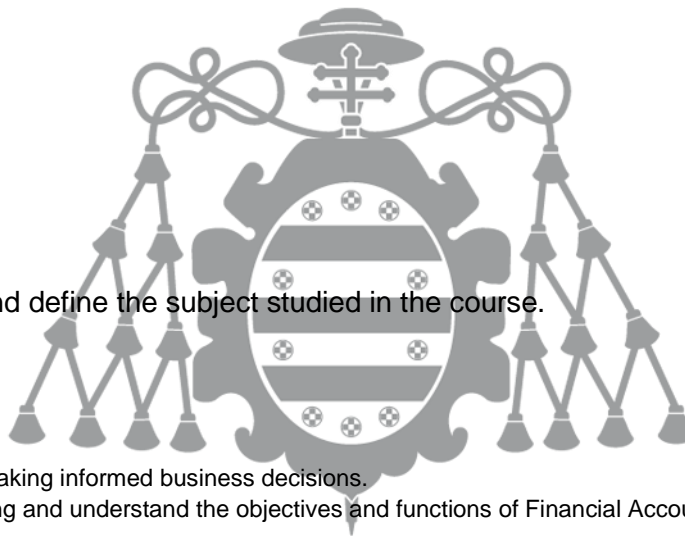 nd define the subject studied in the course.
aking informed business decisions.
ng and understand the objectives and functions of Financial Accou